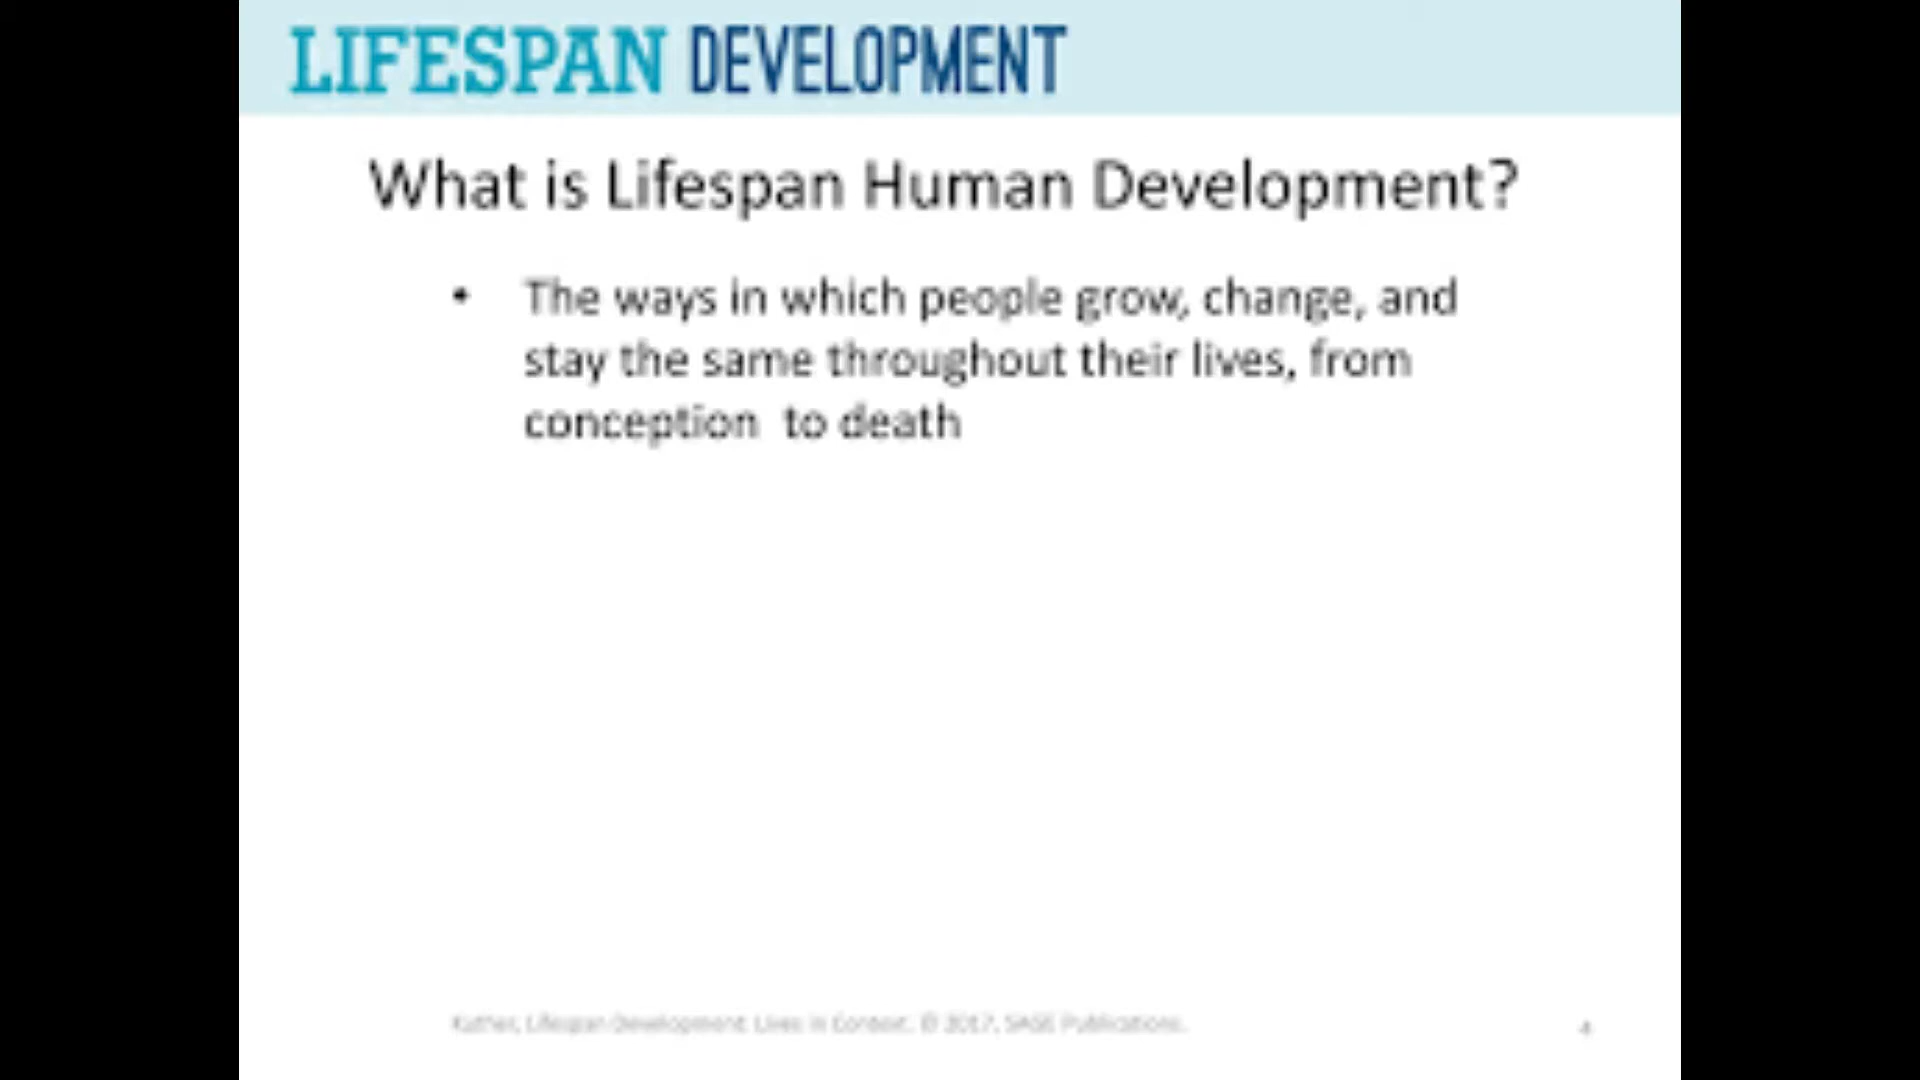 LIFESPAN DEVELOPMENT
What is Lifespan Human Development?
• The ways in which people grow, change, and
stay the same throughout their lives, from
conception to death
Kuther, Lifespan Development: Lives in Context. © 2017, SAGE Publications.
4